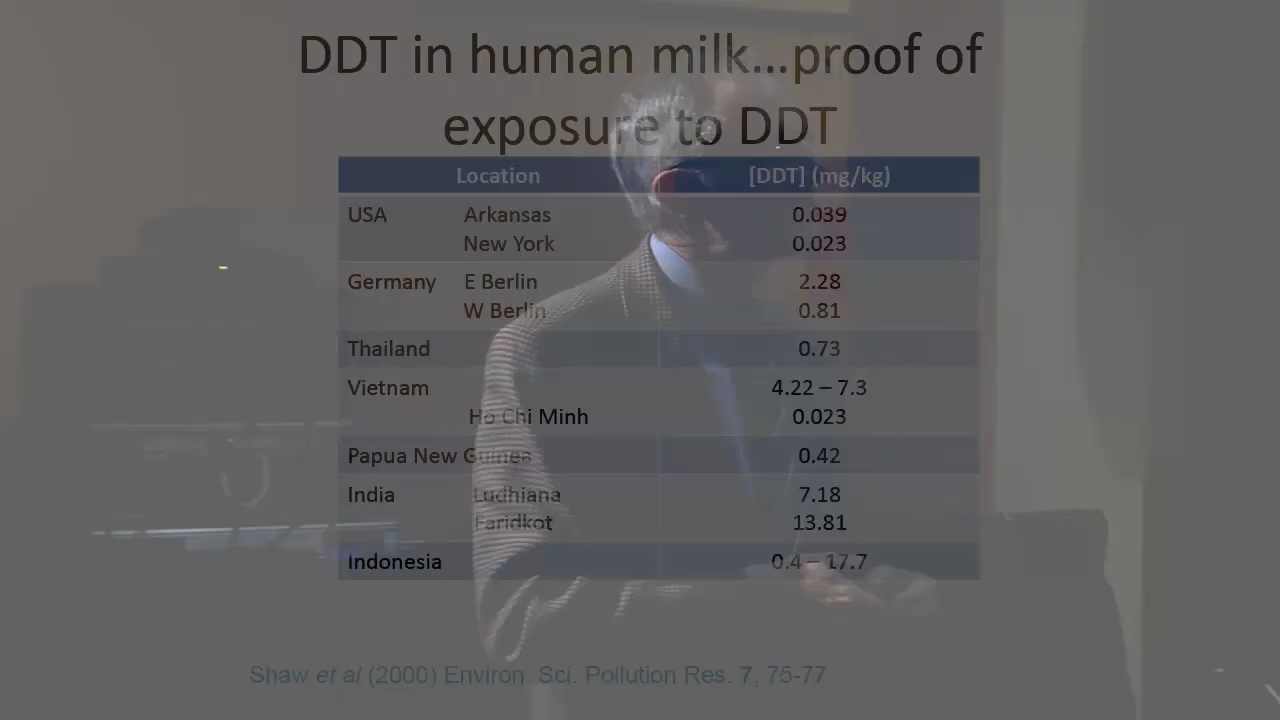 DDT in human milk...proof of
exposure to DDT
Location [DDT] (mg/kg)
USA Arkansas 0.039
New York 0.023
Germany E Berlin 2.28
W Berlin 0.81
Thailand 0.73
Vietnam 4.22 – 7.3
Ho Chi Minh 0.023
Papua New Guinea 0.42
India Ludhiana 7.18
Faridkot 13.81
Indonesia 0.4 – 17.7
Shaw et al (2000) Environ. Sci. Pollution Res. 7, 75-77